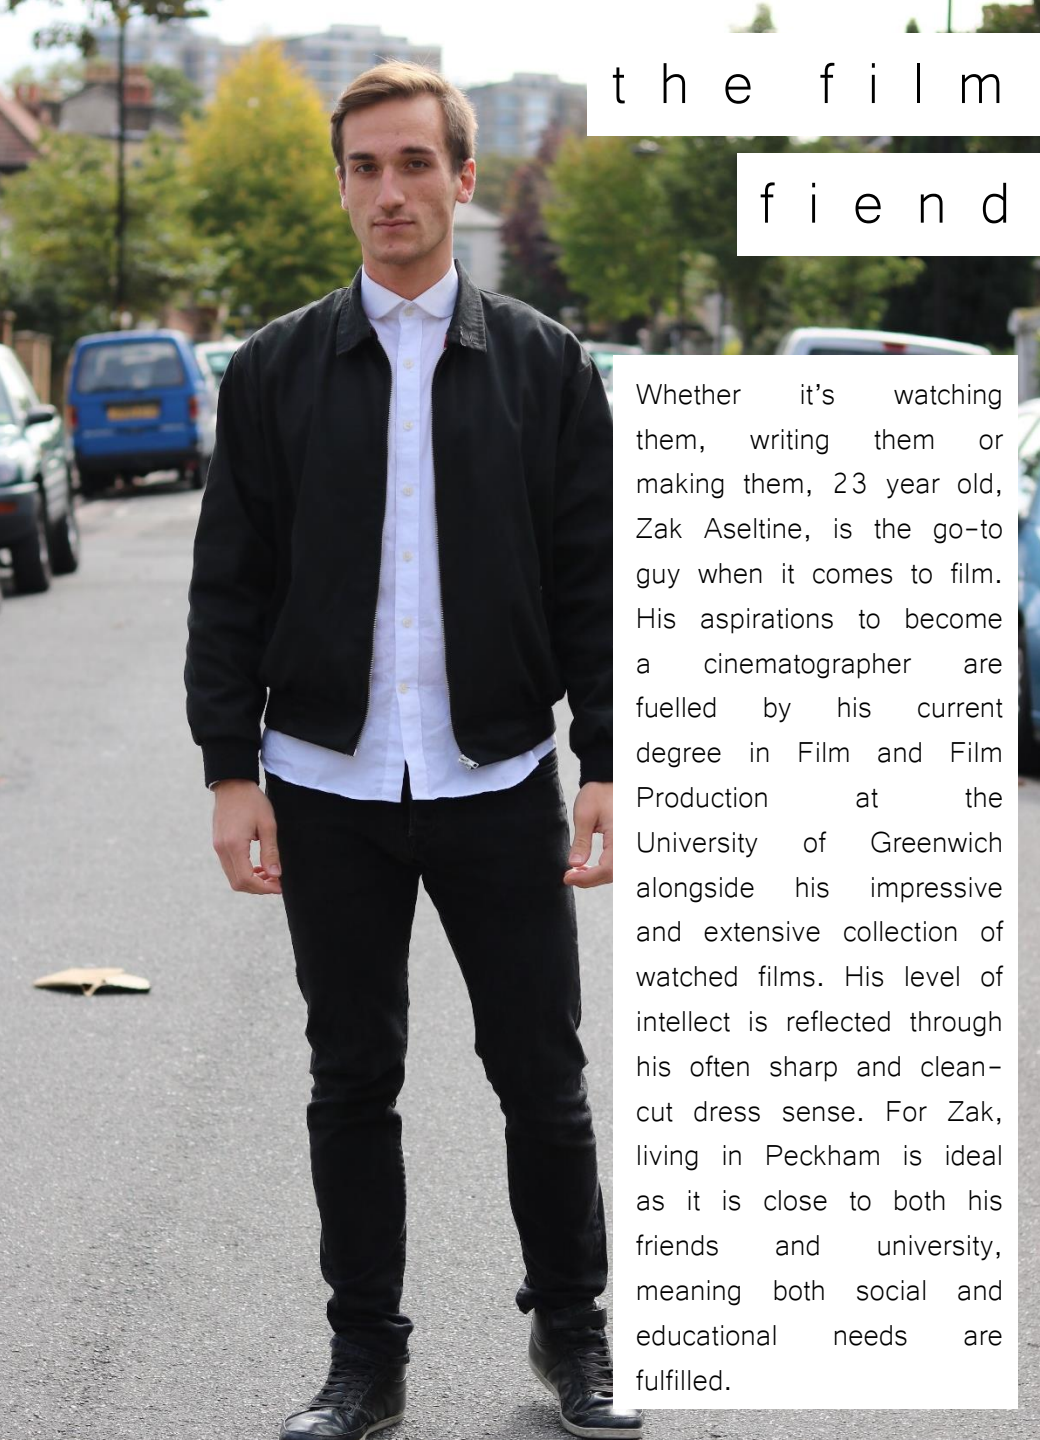 the film
fiend
Whether it’s watching
them, writing them or
making them, 23 year old,
Zak Aseltine, is the go-to
guy when it comes to film.
His aspirations to become
a cinematographer are
fuelled by his current
degree in Film and Film
Production at the
University of Greenwich
alongside his impressive
and extensive collection of
watched films. His level of
intellect is reflected through
his often sharp and clean-
cut dress sense. For Zak,
living in Peckham is ideal
as it is close to both his
friends and university,
meaning both social and
educational needs are
fulfilled.